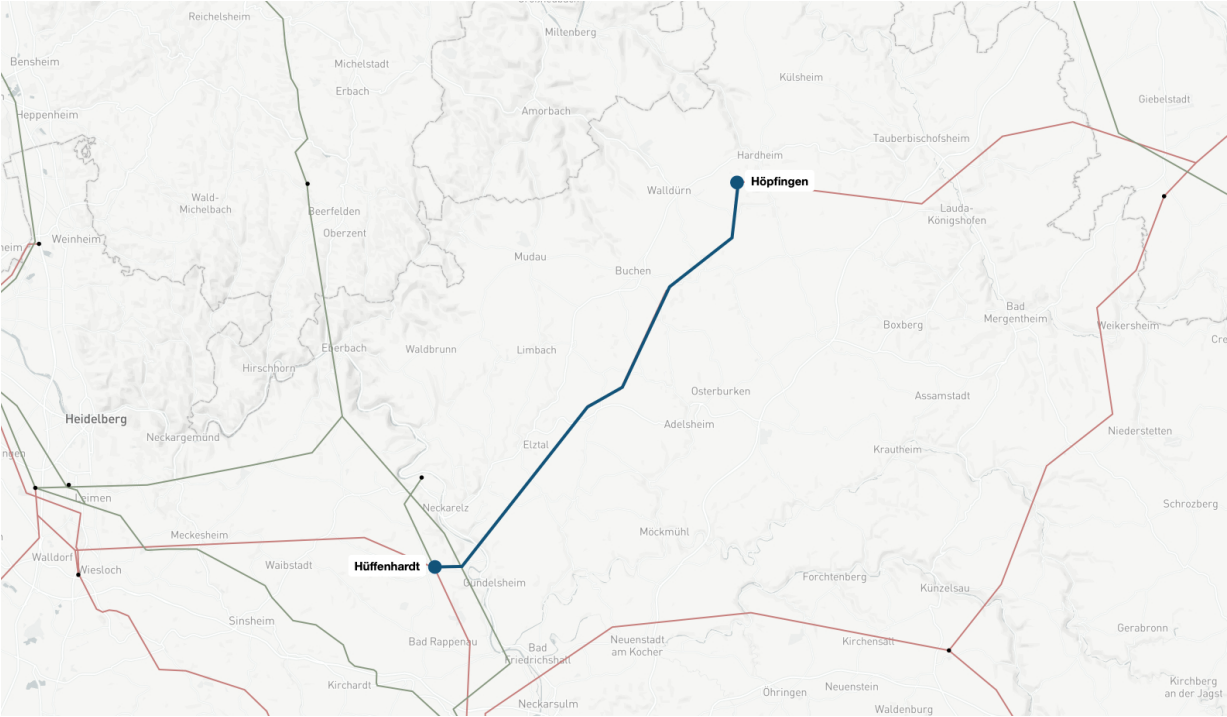 Reichelsheim
Miltenberg
Bensheim
Michelstadt
Külsheim
Erbach
Giebelstadt
Amorbach
Heppenheim
Tauberbischofsheim
Hardheim
Höpfingen
Walldürn
Wald-
Michelbach
Beerfelden
Lauda-
Königshofen
Oberzent
Weinheim
Mudau
Buchen
Bad
Mergentheim
Boxberg
Weikersheim
Eberbach
Waldbrunn
Limbach
Hirschhorn
Osterburken
Assamstadt
Heidelberg
Adelsheim
Niederstetten
Neckargemünd
Elztal
Krautheim
Leimen
Neckarelz
Schrozberg
Möckmühl
Meckesheim
Walldorf
Wiesloch
Waibstadt
Hüffenhardt
Gundelsheim
Forchtenberg
Künzelsau
Sinsheim
Gerabronn
Bad Rappenau
Bad
Friedrichshall
Neuenstadt
am Kocher
Kirchensall
Kirchardt
Kirchberg
an der Jagst
Öhringen
Neuenstein
Neckarsulm
Waldenburg